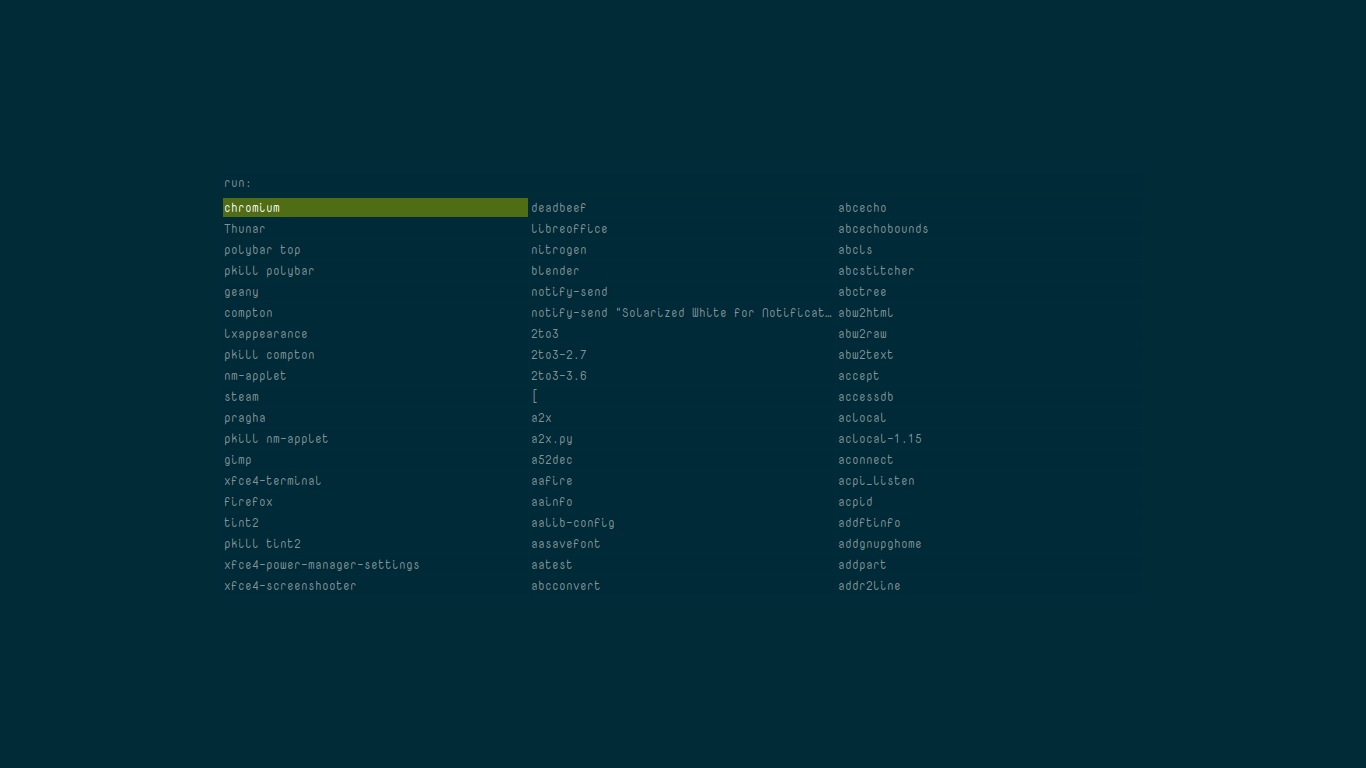 run:
chromium
Thunar
polybar top
pkill polybar
geany
compton
lxappearance
pkill compton
nm-applet
steam
pragha
pkill nm-applet
gimp
xfce4-terminal
firefox
tint2
pkill tint2
xfce4-power-manager-settings
xfce4-screenshooter
deadbeef
libreoffice
nitrogen
blender
notify-send
notify-send "Solarized White for Notificat…
2to3
2to3-2.7
2to3-3.6
[
a2x
a2x.py
a52dec
aafire
aainfo
aalib-config
aasavefont
aatest
abcconvert
abcecho
abcechobounds
abcls
abcstitcher
abctree
abw2html
abw2raw
abw2text
accept
accessdb
aclocal
aclocal-1.15
aconnect
acpi_listen
acpid
addftinfo
addgnupghome
addpart
addr2line